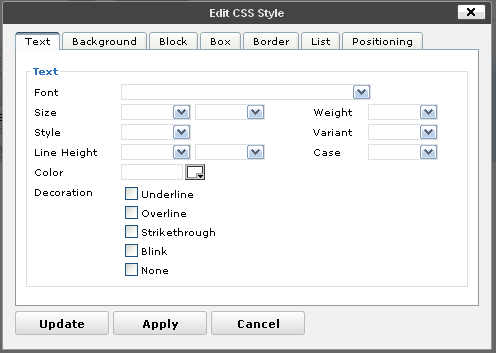 Edit CSS Style
Text Background Block Box Border List Positioning
Text
Font
Size Weight
Style Variant
Line Height Case
Color
Decoration Underline
Overline
Strikethrough
Blink
None
Update Apply Cancel